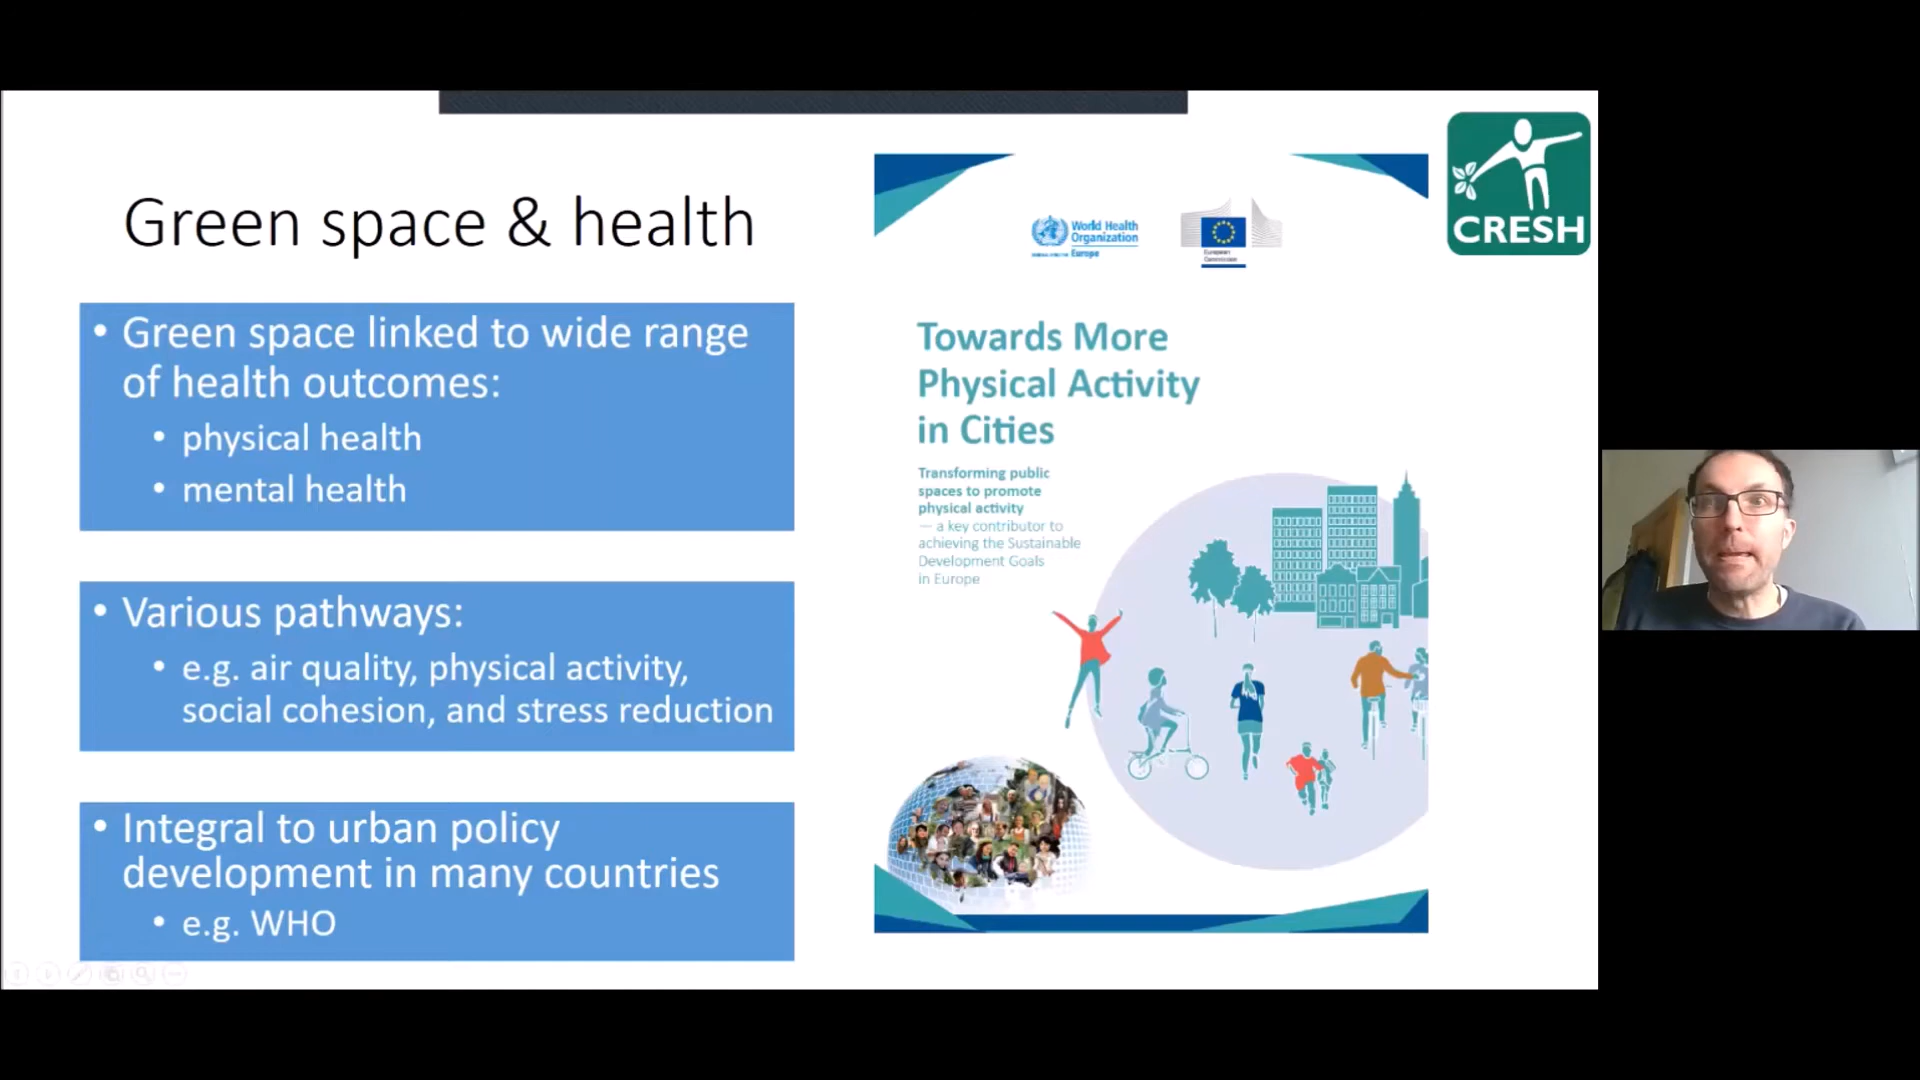 Green space & health
• Green space linked to wide range
of health outcomes:
• physical health
• mental health
• Various pathways:
• e.g. air quality, physical activity,
social cohesion, and stress reduction
• Integral to urban policy
development in many countries
• e.g. WHO
World Health
Organization
Europe
European
Commission
Towards More
Physical Activity
in Cities
Transforming public
spaces to promote
physical activity
— a key contributor to
achieving the Sustainable
Development Goals
in Europe
CRESH